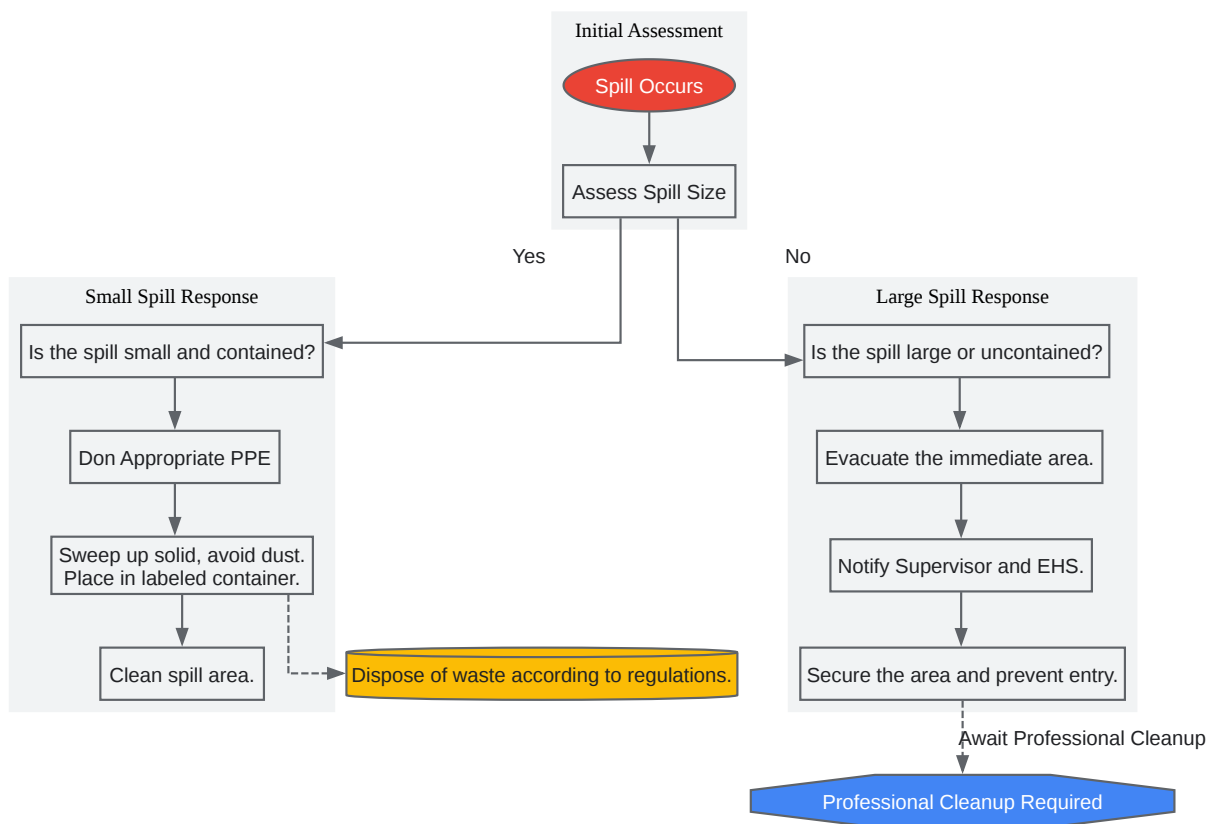 Initial Assessment
Spill Occurs
Assess Spill Size
Yes
No
Small Spill Response
Is the spill small and contained?
Don Appropriate PPE
Sweep up solid, avoid dust.
Place in labeled container.
Clean spill area.
Dispose of waste according to regulations.
Large Spill Response
Is the spill large or uncontained?
Evacuate the immediate area.
Notify Supervisor and EHS.
Secure the area and prevent entry.
Await Professional Cleanup
Professional Cleanup Required